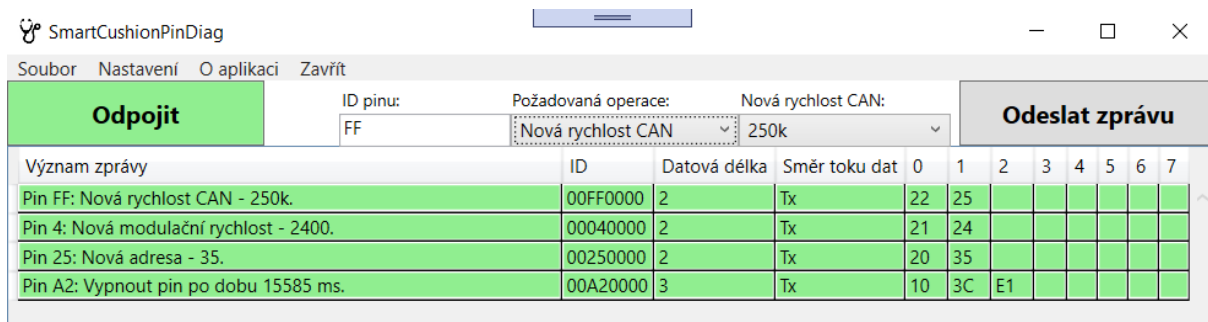 SmartCushionPinDiag
Soubor Nastavení O aplikaci Zavřít
Odpojit
ID pinu: Požadovaná operace: Nová rychlost CAN:
FF Nová rychlost CAN 250k
Odeslat zprávu
Význam zprávy ID Datová délka Směr toku dat 0 1 2 3 4 5 6 7
Pin FF: Nová rychlost CAN - 250k. 00FF0000 2 Tx 22 25
Pin 4: Nová modulační rychlost - 2400. 00040000 2 Tx 21 24
Pin 25: Nová adresa - 35. 00250000 2 Tx 20 35
Pin A2: Vypnout pin po dobu 15585 ms. 00A20000 3 Tx 10 3C E1